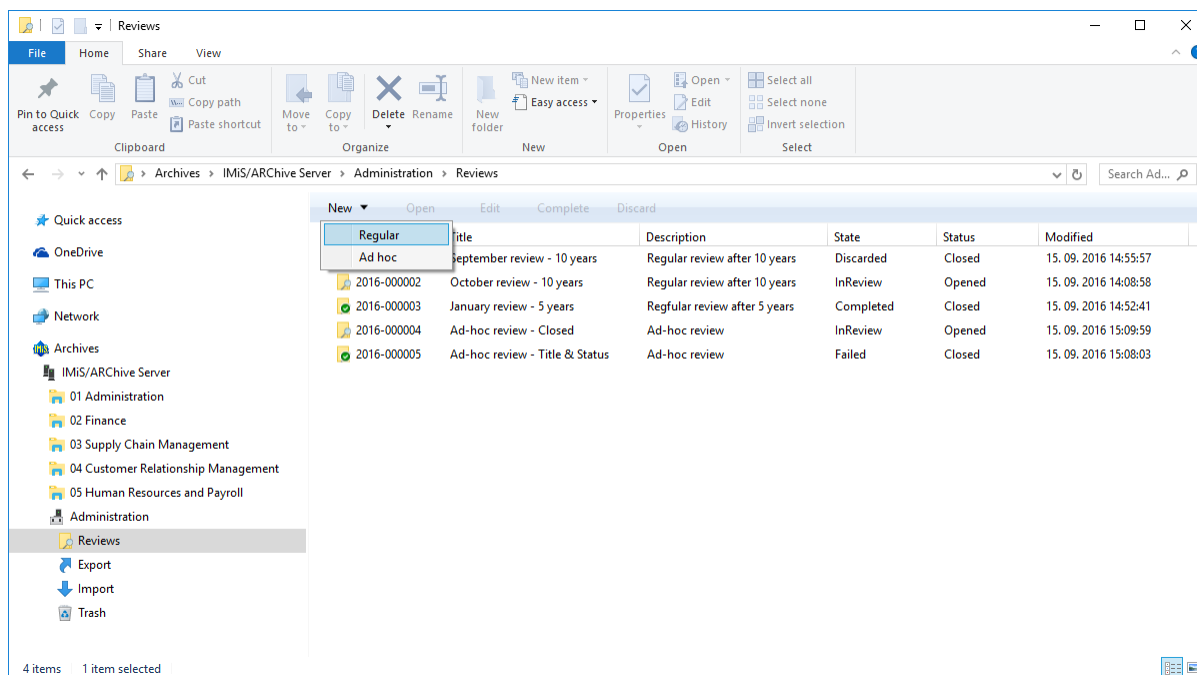 Reviews
File Home Share View
Pin to Quick access
Copy
Paste
Cut
Copy path
Paste shortcut
Clipboard
Move to
Copy to
Delete
Rename
Organize
New folder
New item
Easy access
New
Properties
Open
Edit
History
Open
Select all
Select none
Invert selection
Select
Archives > IMiS/ARChive Server > Administration > Reviews
Search Ad...
Quick access
OneDrive
This PC
Network
Archives
IMiS/ARChive Server
01 Administration
02 Finance
03 Supply Chain Management
04 Customer Relationship Management
05 Human Resources and Payroll
Administration
Reviews
Export
Import
Trash
New Open Edit Complete Discard
Regular
Ad hoc
Title Description State Status Modified
September review - 10 years Regular review after 10 years Discarded Closed 15. 09. 2016 14:55:57
2016-000002 October review - 10 years Regular review after 10 years InReview Opened 15. 09. 2016 14:08:58
2016-000003 January review - 5 years Regfular review after 5 years Completed Closed 15. 09. 2016 14:52:41
2016-000004 Ad-hoc review - Closed Ad-hoc review InReview Opened 15. 09. 2016 15:09:59
2016-000005 Ad-hoc review - Title & Status Ad-hoc review Failed Closed 15. 09. 2016 15:08:03
4 items 1 item selected